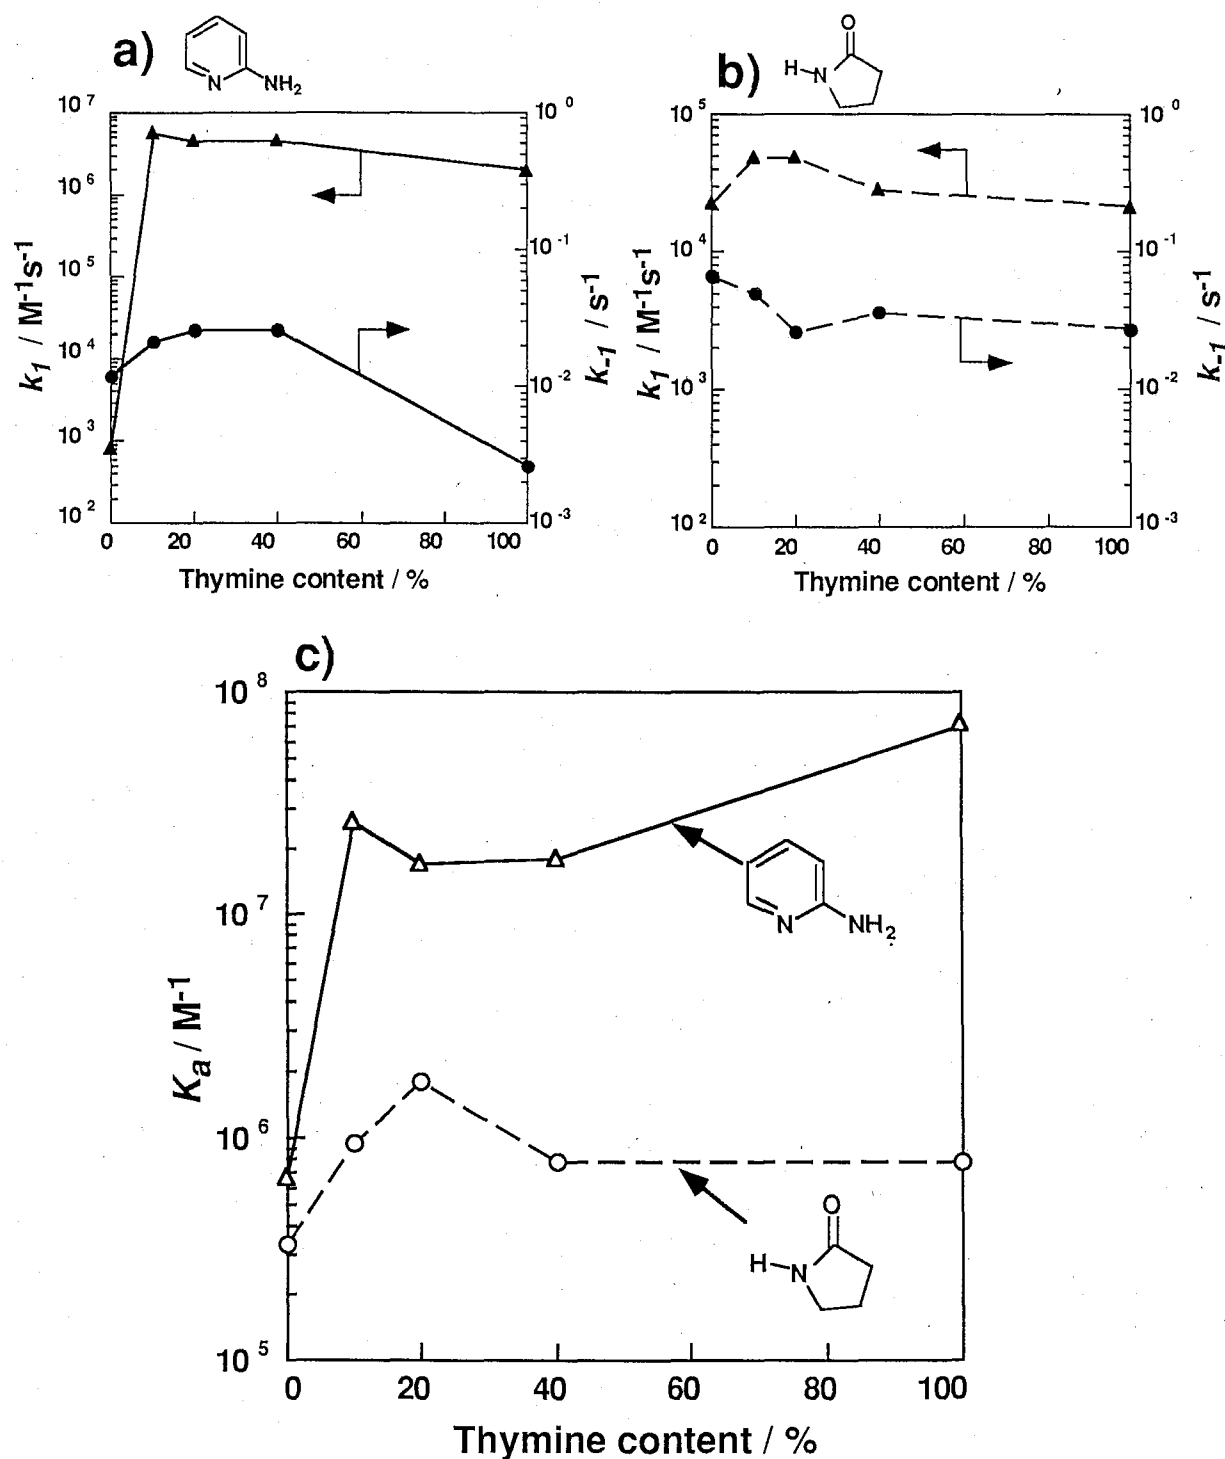 a)
N NH2
10^7
10^6
10^5
10^4
10^3
10^2
k1 / M-1s-1
10^0
10^-1
10^-2
10^-3
k-1 / s-1
0 20 40 60 80 100
Thymine content / %
b)
O
H N
10^5
10^4
10^3
10^2
k1 / M-1s-1
10^0
10^-1
10^-2
10^-3
k-1 / s-1
0 20 40 60 80 100
Thymine content / %
c)
10^8
10^7
10^6
10^5
Ka / M-1
N NH2
O
H N
0 20 40 60 80 100
Thymine content / %